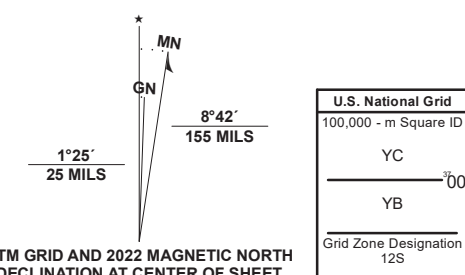 ★
MN
GN
8°42´
155 MILS
1°25´
25 MILS
TM GRID AND 2022 MAGNETIC NORTH
DECLINATION AT CENTER OF SHEET
U.S. National Grid
100,000 - m Square ID
YC
³⁷00
YB
Grid Zone Designation
12S